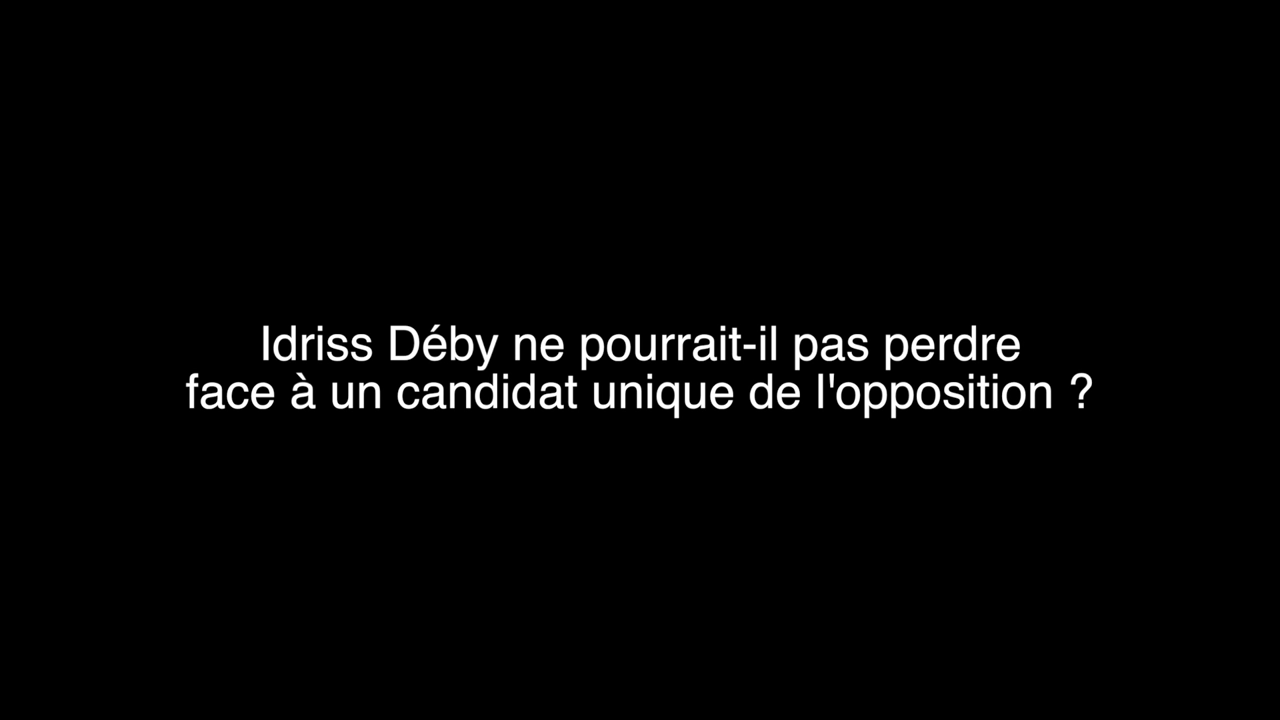 Idriss Déby ne pourrait-il pas perdre
face à un candidat unique de l'opposition ?